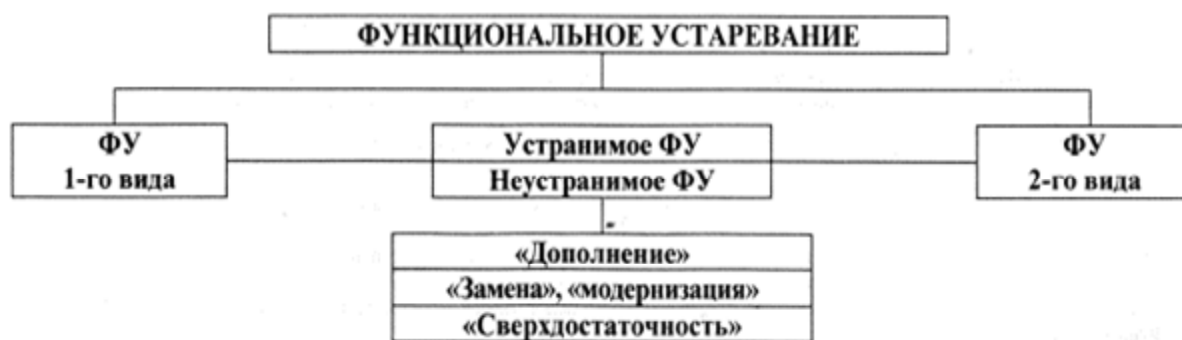 ФУНКЦИОНАЛЬНОЕ УСТАРЕВАНИЕ
ФУ
1-го вида
Устранимое ФУ
Неустранимое ФУ
ФУ
2-го вида
«Дополнение»
«Замена», «модернизация»
«Сверхдостаточность»